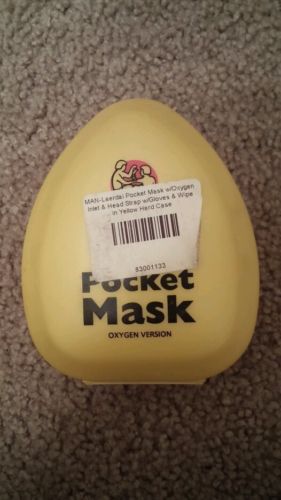 MAN-Laerdal Pocket Mask w/Oxygen
Inlet & Head Strap w/Gloves & Wipe
in Yellow Hard Case
83001133
Pocket
Mask
OXYGEN VERSION